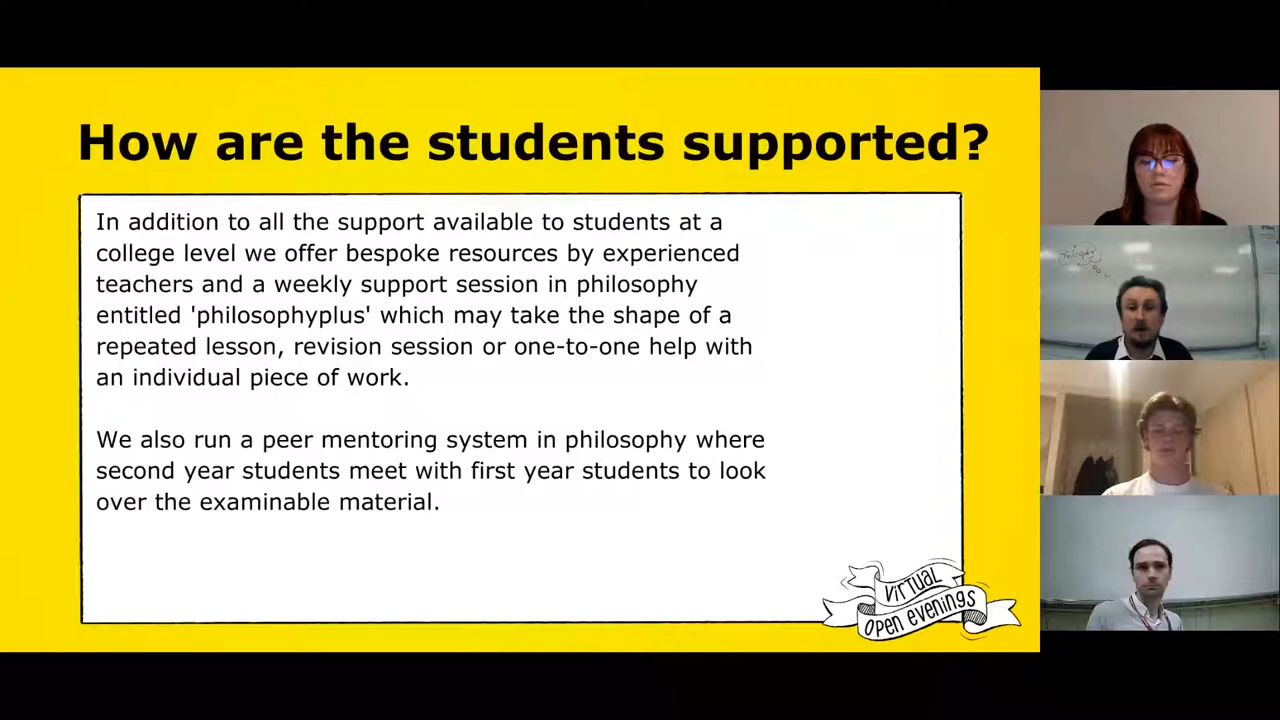 How are the students supported?
In addition to all the support available to students at a
college level we offer bespoke resources by experienced
teachers and a weekly support session in philosophy
entitled 'philosophyplus' which may take the shape of a
repeated lesson, revision session or one-to-one help with
an individual piece of work.
We also run a peer mentoring system in philosophy where
second year students meet with first year students to look
over the examinable material.
VIRTUAL
OPEN EVENINGS
Philosophy